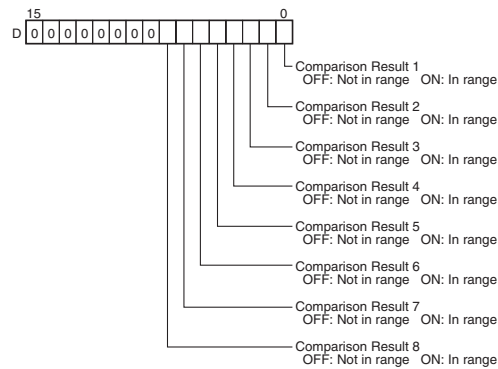 15 0
D 0 0 0 0 0 0 0 0
Comparison Result 1
OFF: Not in range ON: In range
Comparison Result 2
OFF: Not in range ON: In range
Comparison Result 3
OFF: Not in range ON: In range
Comparison Result 4
OFF: Not in range ON: In range
Comparison Result 5
OFF: Not in range ON: In range
Comparison Result 6
OFF: Not in range ON: In range
Comparison Result 7
OFF: Not in range ON: In range
Comparison Result 8
OFF: Not in range ON: In range